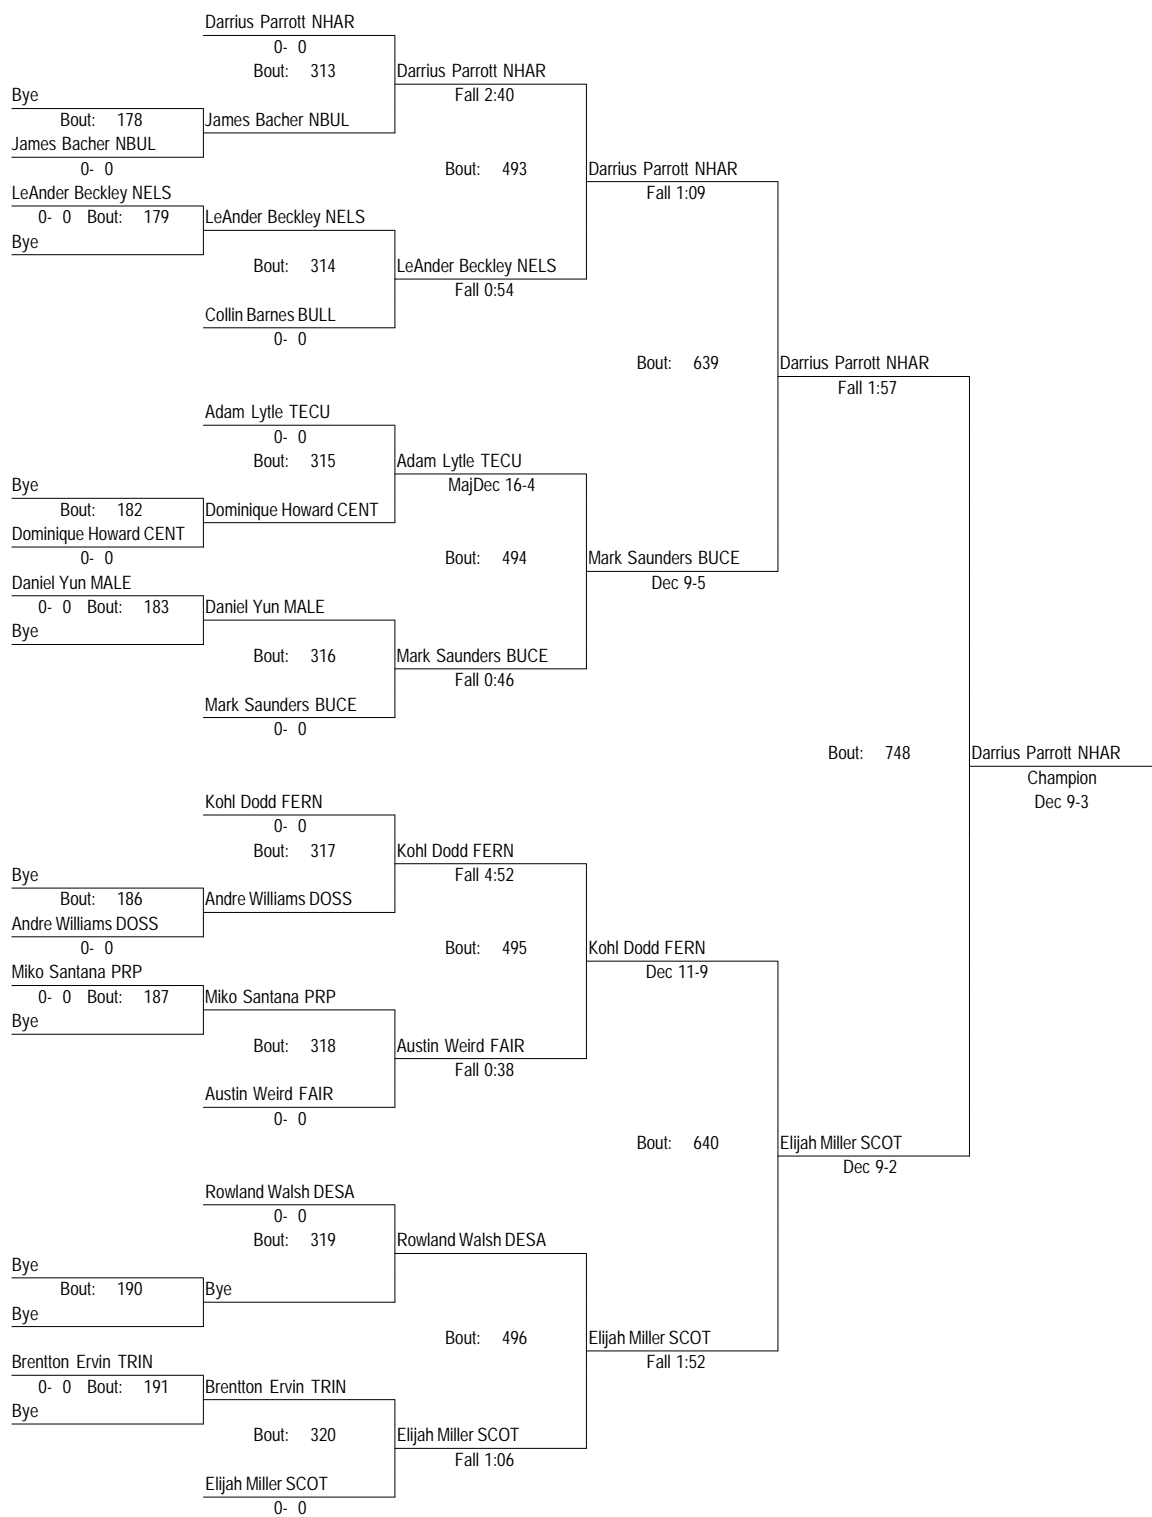 Darrius Parrott NHAR
0- 0
Bout: 313 Darrius Parrott NHAR
Bye Fall 2:40
Bout: 178 James Bacher NBUL
James Bacher NBUL
0- 0 Bout: 493 Darrius Parrott NHAR
LeAnder Beckley NELS Fall 1:09
0- 0 Bout: 179 LeAnder Beckley NELS
Bye
Bout: 314 LeAnder Beckley NELS
Fall 0:54
Collin Barnes BULL
0- 0
Bout: 639 Darrius Parrott NHAR
Fall 1:57
Adam Lytle TECU
0- 0
Bout: 315 Adam Lytle TECU
Bye MajDec 16-4
Bout: 182 Dominique Howard CENT
Dominique Howard CENT
0- 0 Bout: 494 Mark Saunders BUCE
Daniel Yun MALE Dec 9-5
0- 0 Bout: 183 Daniel Yun MALE
Bye
Bout: 316 Mark Saunders BUCE
Fall 0:46
Mark Saunders BUCE
0- 0
Bout: 748 Darrius Parrott NHAR
Champion
Kohl Dodd FERN Dec 9-3
0- 0
Bout: 317 Kohl Dodd FERN
Bye Fall 4:52
Bout: 186 Andre Williams DOSS
Andre Williams DOSS
0- 0 Bout: 495 Kohl Dodd FERN
Miko Santana PRP Dec 11-9
0- 0 Bout: 187 Miko Santana PRP
Bye
Bout: 318 Austin Weird FAIR
Fall 0:38
Austin Weird FAIR
0- 0
Bout: 640 Elijah Miller SCOT
Dec 9-2
Rowland Walsh DESA
0- 0
Bout: 319 Rowland Walsh DESA
Bye
Bout: 190 Bye
Bye
Bout: 496 Elijah Miller SCOT
Brentton Ervin TRIN Fall 1:52
0- 0 Bout: 191 Brentton Ervin TRIN
Bye
Bout: 320 Elijah Miller SCOT
Fall 1:06
Elijah Miller SCOT
0- 0